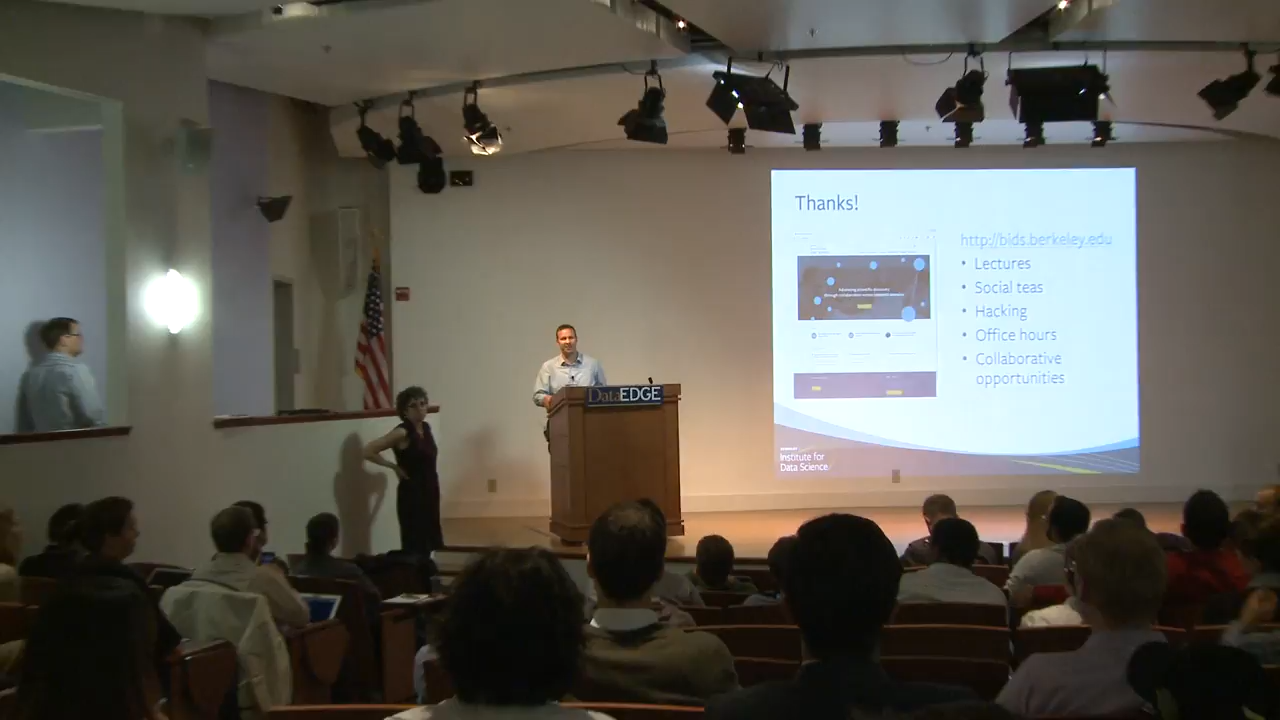 Thanks!
http://bids.berkeley.edu
• Lectures
• Social teas
• Hacking
• Office hours
• Collaborative
opportunities
Institute for
Data Science
DataEDGE